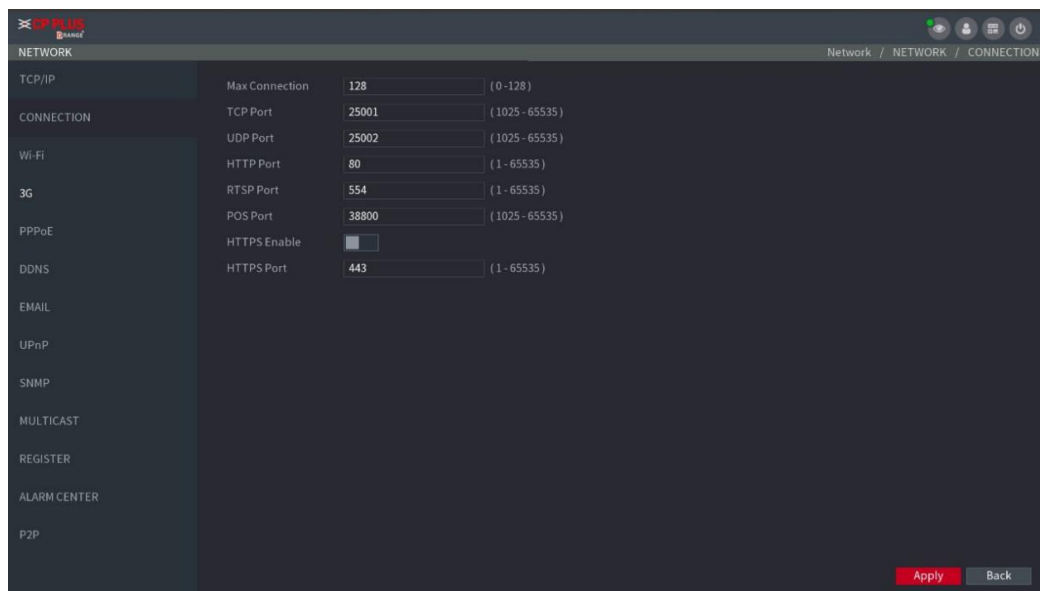 CP PLUS
ORANGE
NETWORK
Network / NETWORK / CONNECTION
TCP/IP
CONNECTION
Wi-Fi
3G
PPPoE
DDNS
EMAIL
UPnP
SNMP
MULTICAST
REGISTER
ALARM CENTER
P2P
Max Connection 128 (0-128)
TCP Port 25001 (1025-65535)
UDP Port 25002 (1025-65535)
HTTP Port 80 (1-65535)
RTSP Port 554 (1-65535)
POS Port 38800 (1025-65535)
HTTPS Enable
HTTPS Port 443 (1-65535)
Apply Back